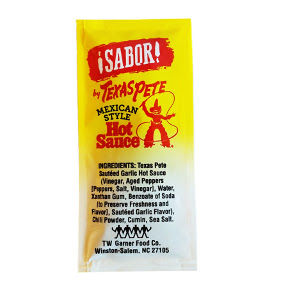 ¡SABOR!
by TEXAS PETE
MEXICAN
STYLE
Hot
Sauce
INGREDIENTS: Texas Pete
Sautéed Garlic Hot Sauce
(Vinegar, Aged Peppers
[Peppers, Salt, Vinegar], Water,
Xanthan Gum, Benzoate of Soda
(to Preserve Freshness and
Flavor), Sautéed Garlic Flavor),
Chili Powder, Cumin, Sea Salt.
TW Garner Food Co.
Winston-Salem, NC 27105